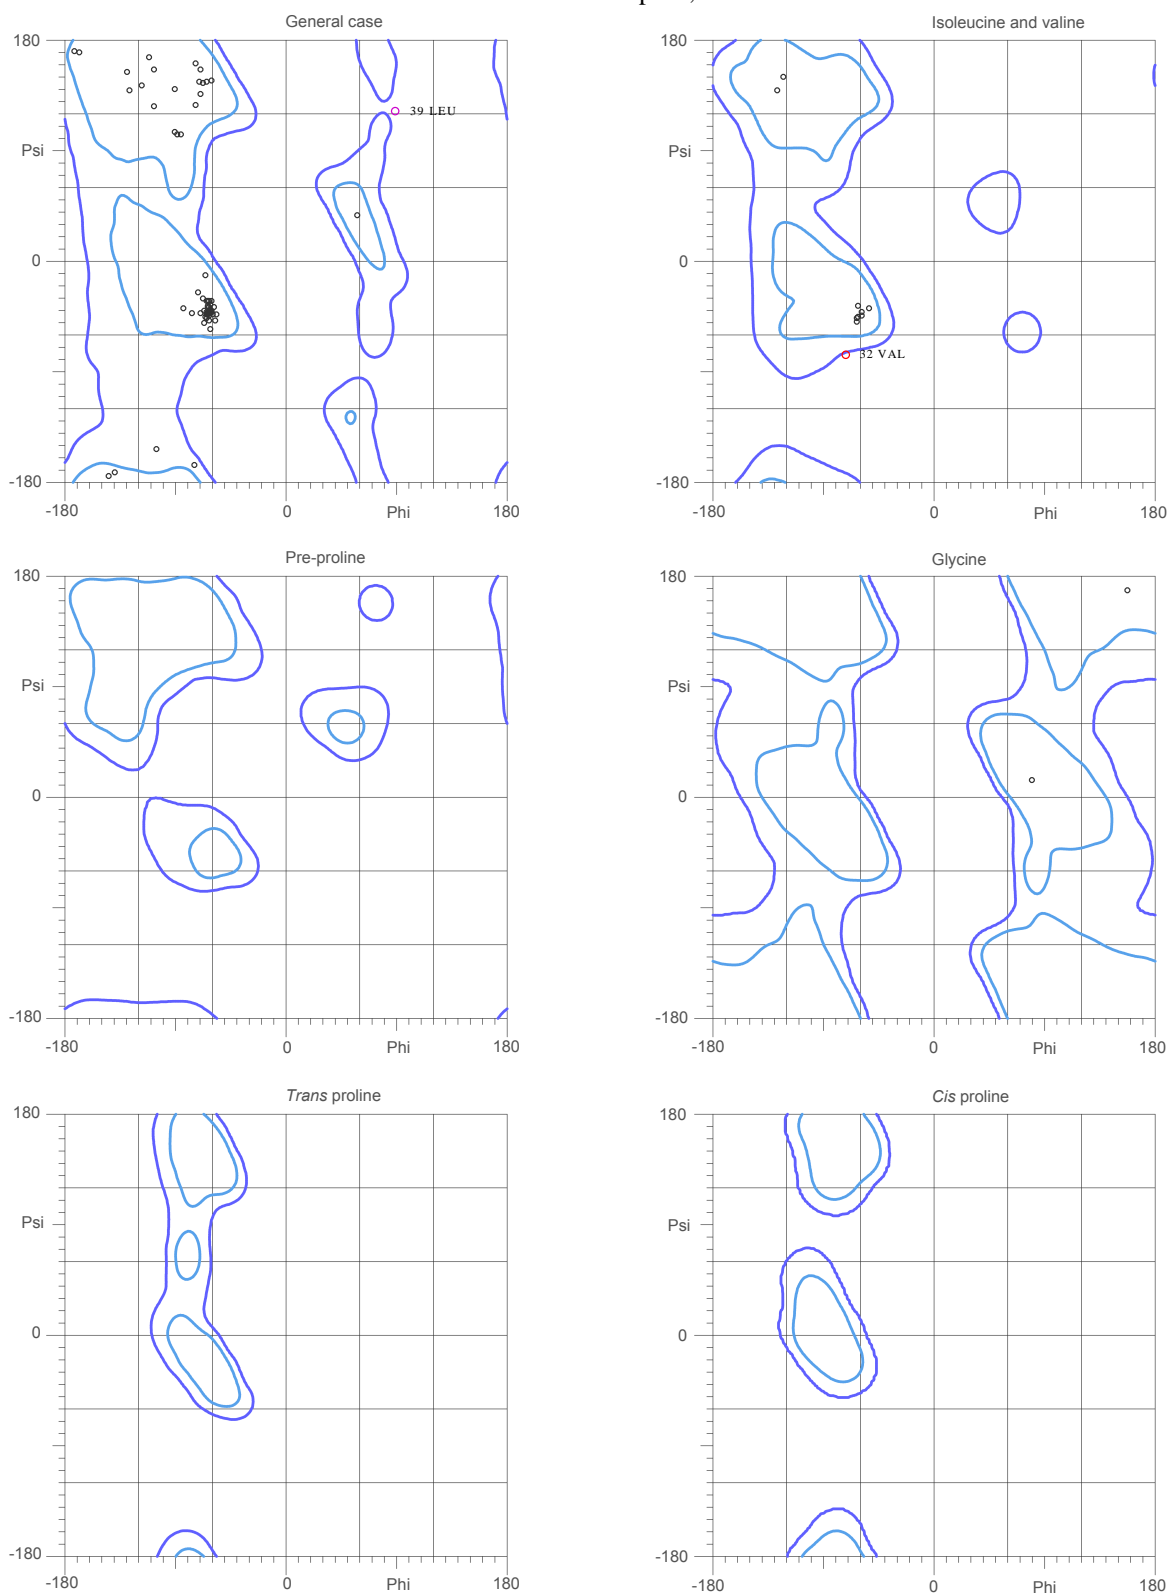 General case
Isoleucine and valine
180
180
39 LEU
Psi
Psi
0
0
32 VAL
-180
-180
-180
0
Phi
180
-180
0
Phi
180
Pre-proline
Glycine
180
180
Psi
Psi
0
0
-180
-180
-180
0
Phi
180
-180
0
Phi
180
Trans proline
Cis proline
180
180
Psi
Psi
0
0
-180
-180
-180
0
Phi
180
-180
0
Phi
180